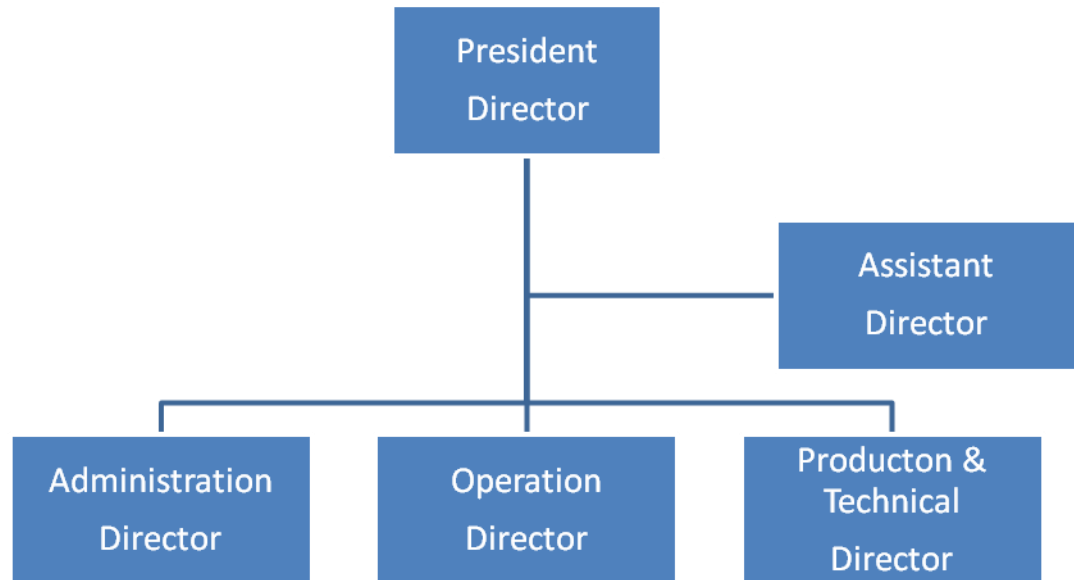 President
Director
Assistant
Director
Administration
Director
Operation
Director
Producton &
Technical
Director